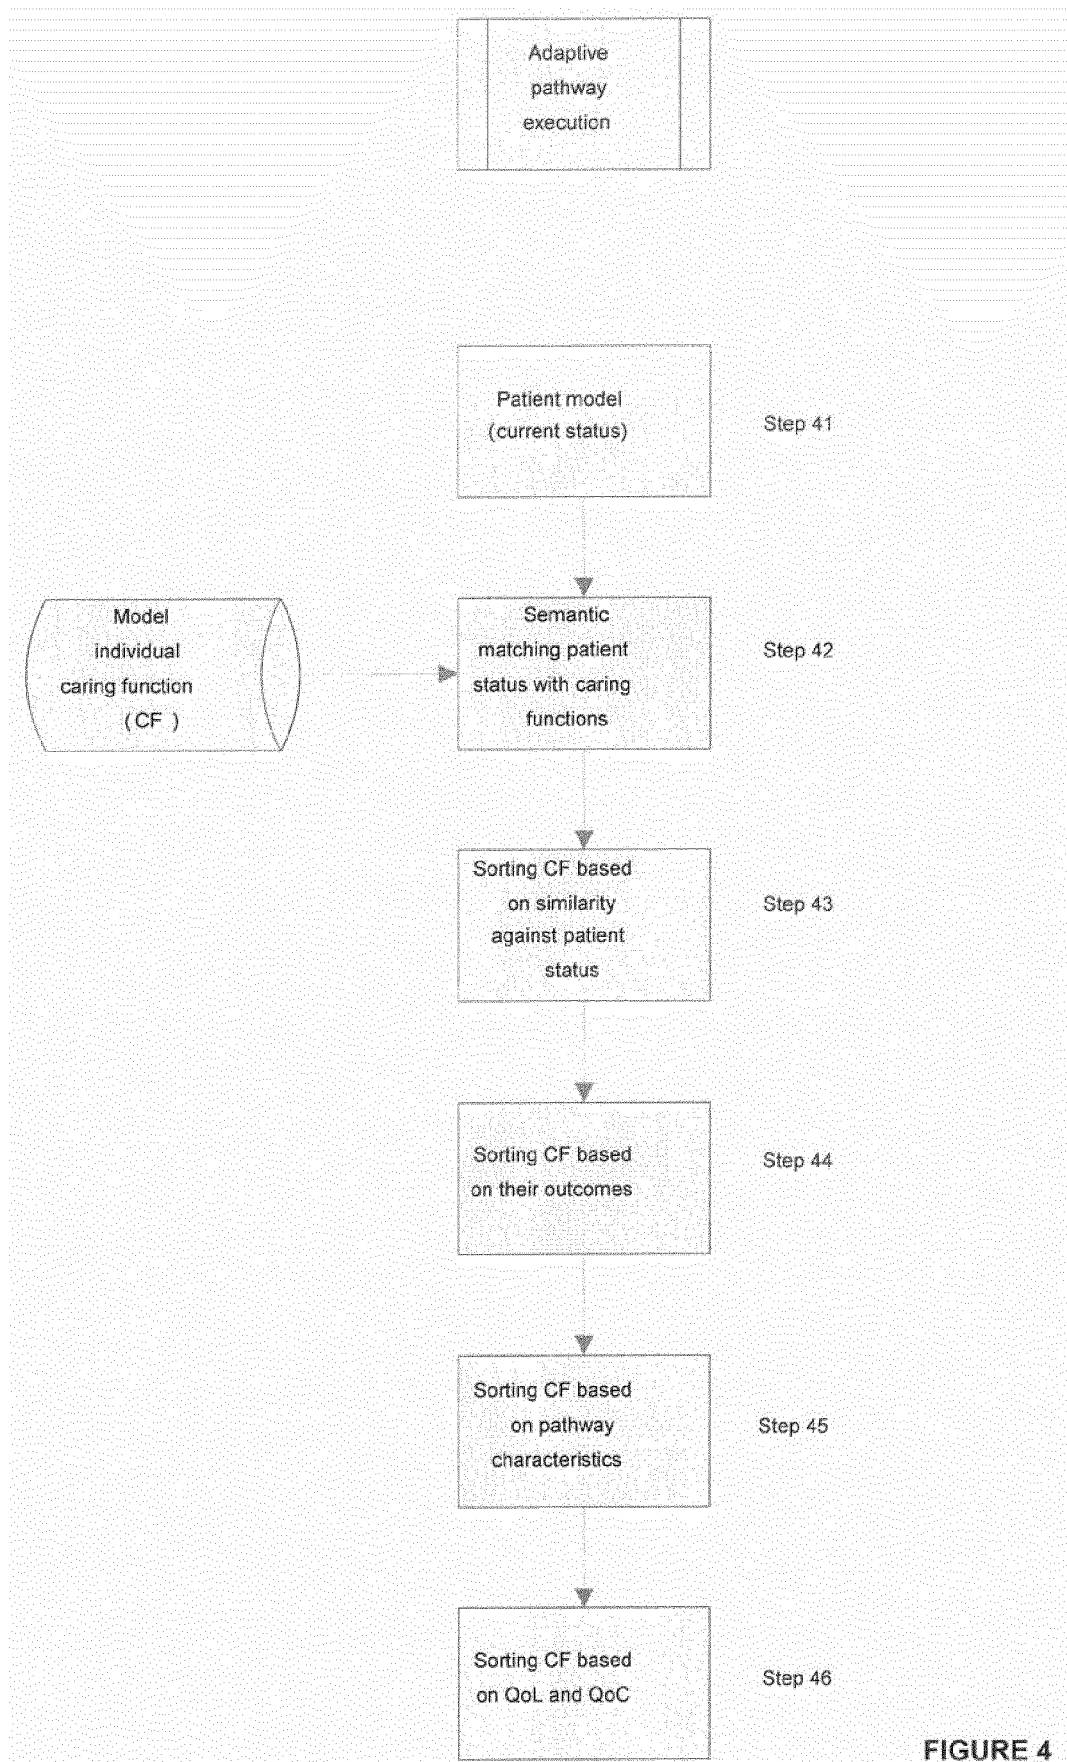 Adaptive
pathway
execution
Patient model
(current status)
Step 41
Model
individual
caring function
(CF )
Semantic
matching patient
status with caring
functions
Step 42
Sorting CF based
on similarity
against patient
status
Step 43
Sorting CF based
on their outcomes
Step 44
Sorting CF based
on pathway
characteristics
Step 45
Sorting CF based
on QoL and QoC
Step 46
FIGURE 4